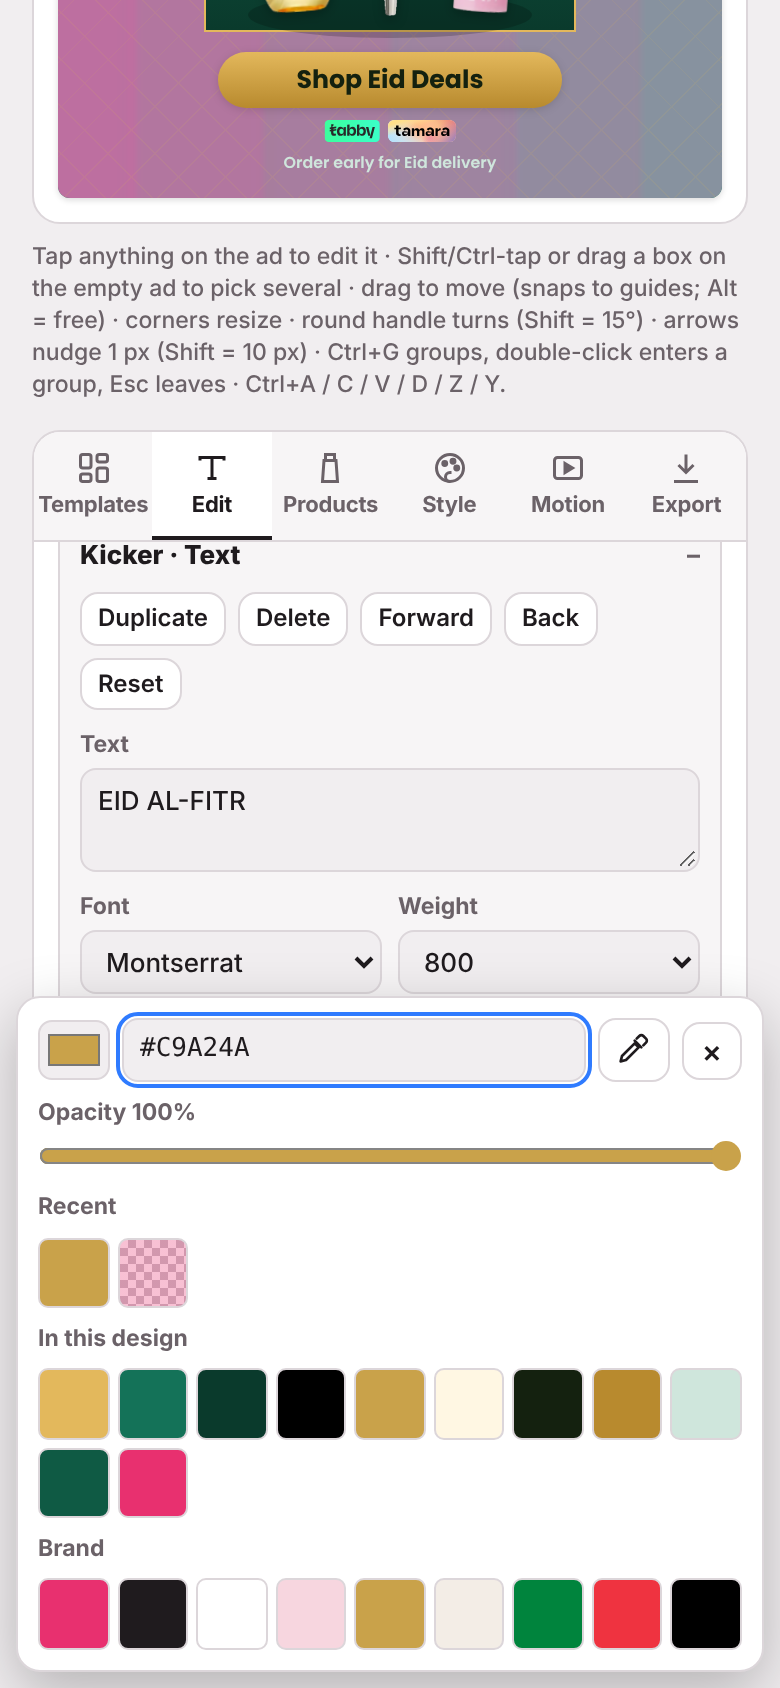 Shop Eid Deals
tabby tamara
Order early for Eid delivery
Tap anything on the ad to edit it · Shift/Ctrl-tap or drag a box on
the empty ad to pick several · drag to move (snaps to guides; Alt
= free) · corners resize · round handle turns (Shift = 15°) · arrows
nudge 1 px (Shift = 10 px) · Ctrl+G groups, double-click enters a
group, Esc leaves · Ctrl+A / C / V / D / Z / Y.
Templates Edit Products Style Motion Export
Kicker · Text
Duplicate Delete Forward Back
Reset
Text
EID AL-FITR
Font Weight
Montserrat 800
#C9A24A
Opacity 100%
Recent
In this design
Brand